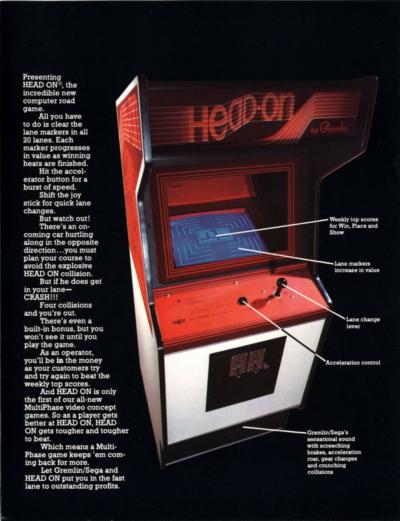 Presenting
HEAD ON®, the
incredible new
computer road
game.
All you have
to do is clear the
lane markers in all
20 lanes. Each
marker progresses
in value as winning
heats are finished.
Hit the accel-
erator button for a
burst of speed.
Shift the joy
stick for quick lane
changes.
But watch out!
There's an on-
coming car hurtling
along in the opposite
direction...you must
plan your course to
avoid the explosive
HEAD ON collision.
But if he does get
in your lane—
CRASH!!!
Four collisions
and you're out.
There's even a
built-in bonus, but you
won't see it until you
play the game.
As an operator,
you'll be in the money
as your customers try
and try again to beat the
weekly top scores.
And HEAD ON is only
the first of our all-new
MultiPhase video concept
games. So as a player gets
better at HEAD ON, HEAD
ON gets tougher and tougher
to beat.
Which means a Multi-
Phase game keeps 'em com-
ing back for more.
Let Gremlin/Sega and
HEAD ON put you in the fast
lane to outstanding profits.
HeaD-on
by Gremlin
Weekly top scores
for Win, Place and
Show
Lane markers
increase in value
Lane change
lever
Acceleration control
Gremlin/Sega's
sensational sound
with screeching
brakes, acceleration
roar, gear changes
and crunching
collisions